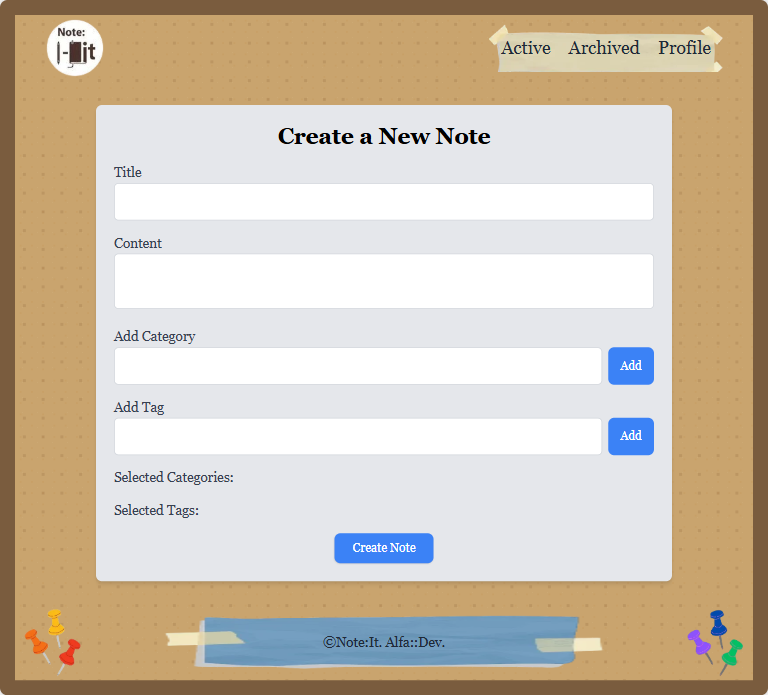 Note:
I-it
Active Archived Profile
Create a New Note
Title
Content
Add Category
Add
Add Tag
Add
Selected Categories:
Selected Tags:
Create Note
©Note:It. Alfa::Dev.